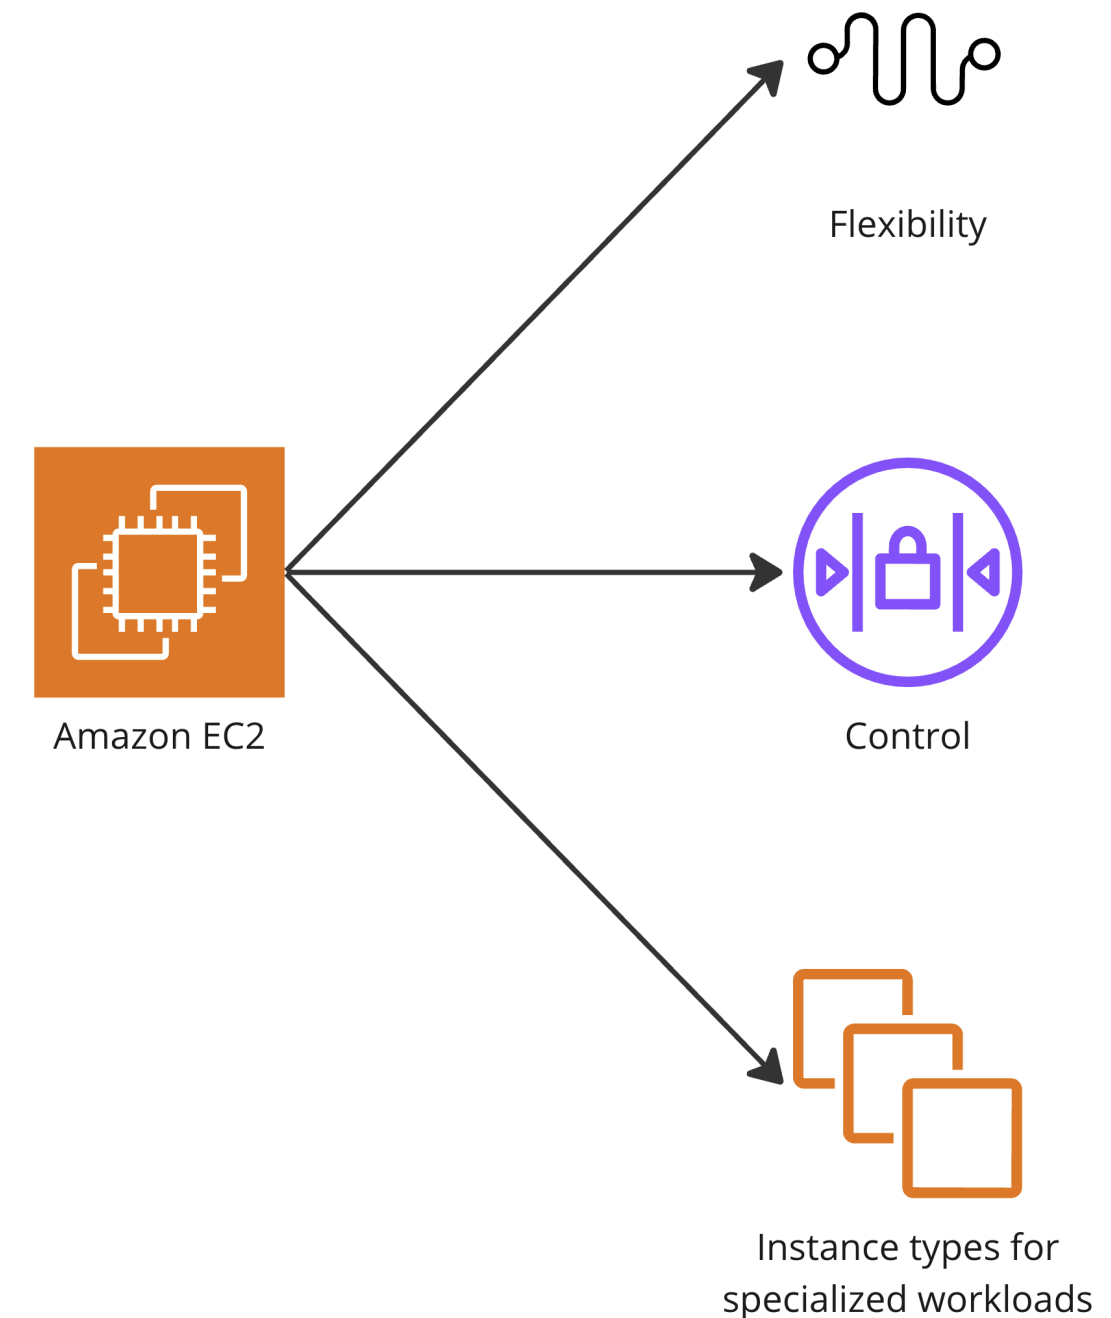 Flexibility
Amazon EC2
Control
Instance types for
specialized workloads